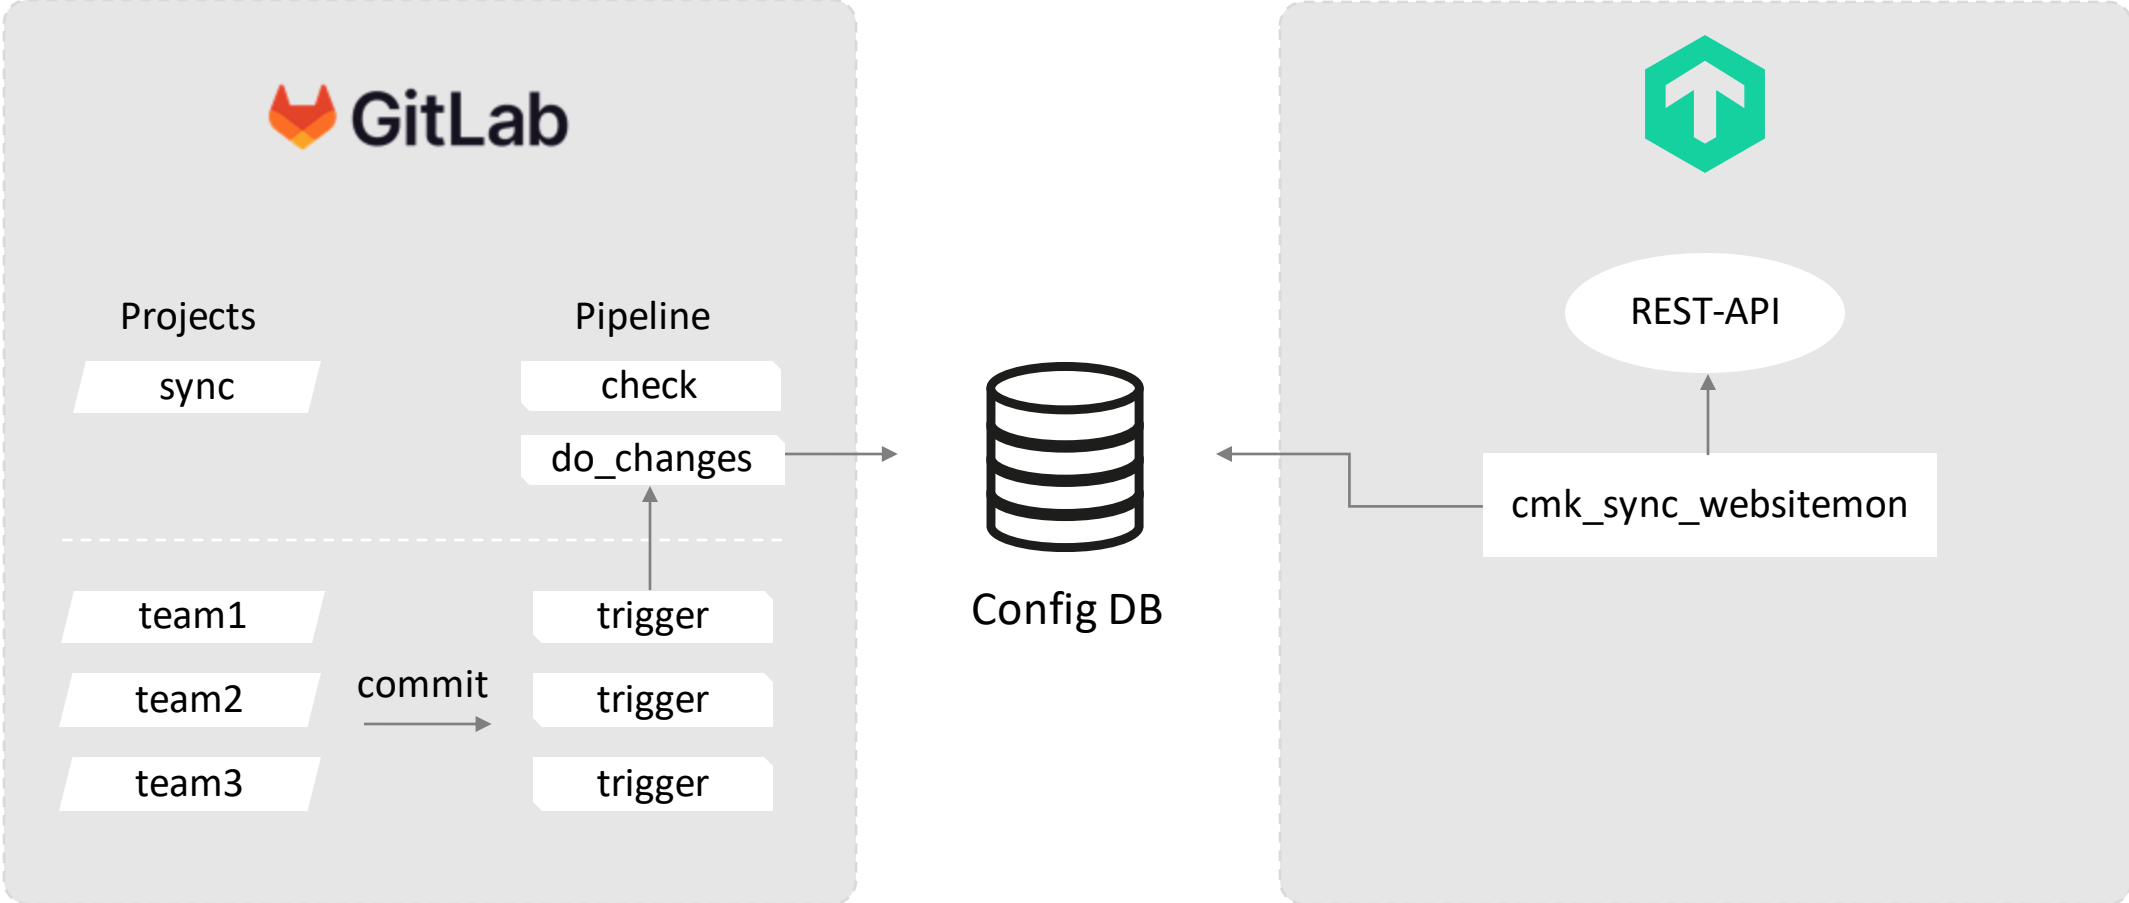 GitLab
Projects
Pipeline
sync
check
do_changes
team1
trigger
team2
commit
trigger
team3
trigger
Config DB
REST-API
cmk_sync_websitemon